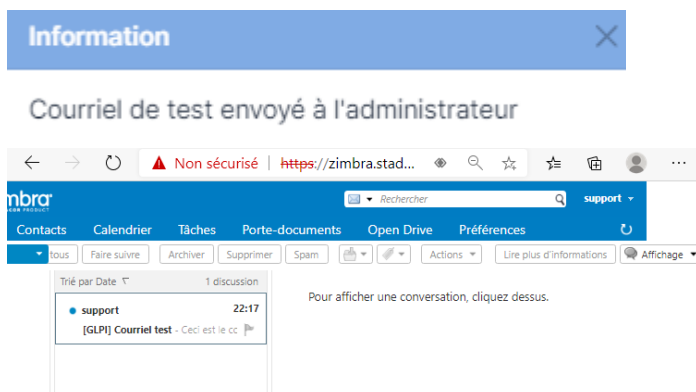 Information
Courriel de test envoyé à l'administrateur
Non sécurisé | https://zimbra.stad...
mbra
A SYNACOR PRODUCT
Rechercher
support
Contacts Calendrier Tâches Porte-documents Open Drive Préférences
tous Faire suivre Archiver Supprimer Spam Actions Lire plus d'informations Affichage
Trié par Date 1 discussion
Pour afficher une conversation, cliquez dessus.
support 22:17
[GLPI] Courriel test - Ceci est le cc